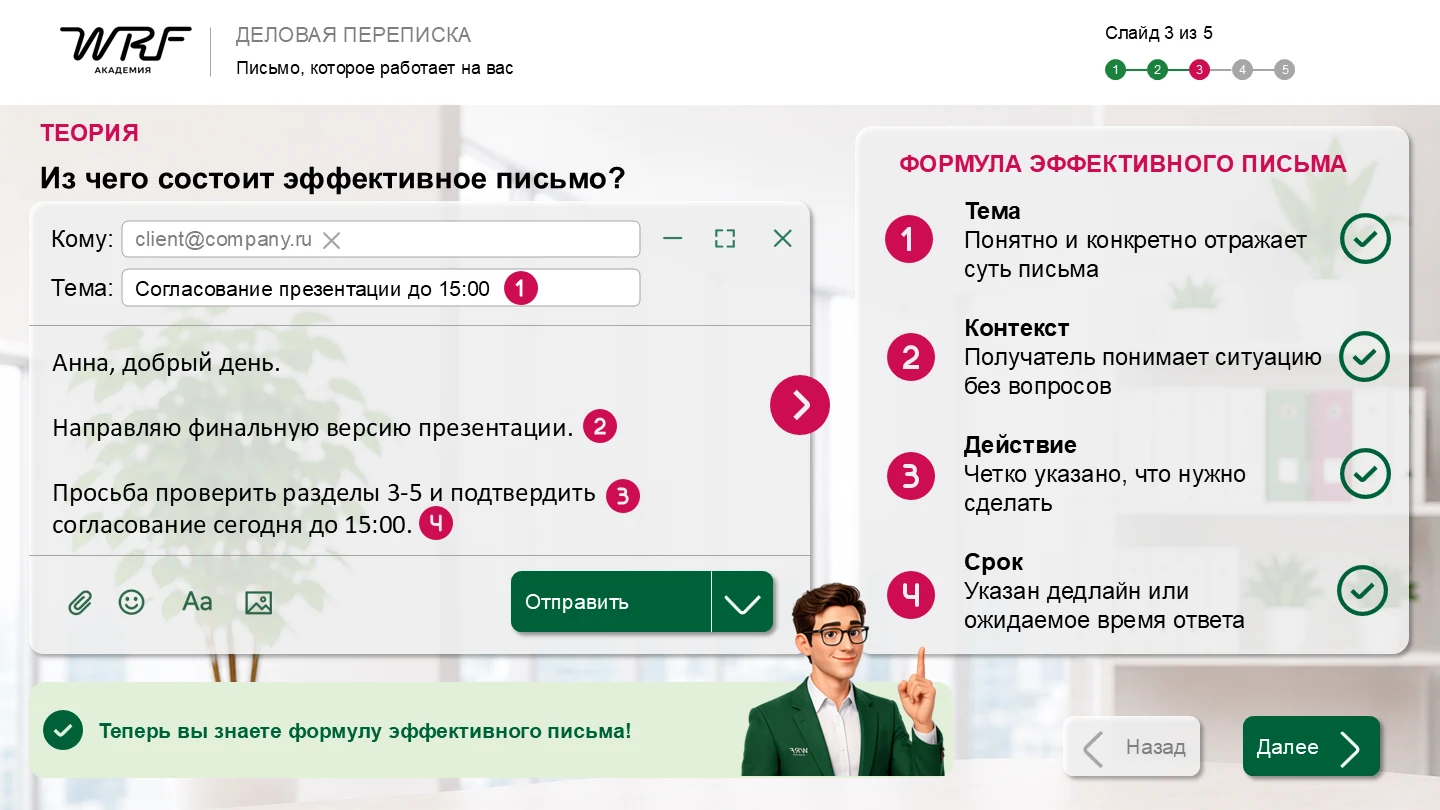 WRF
АКАДЕМИЯ
ДЕЛОВАЯ ПЕРЕПИСКА
Письмо, которое работает на вас
Слайд 3 из 5
1 2 3 4 5
ТЕОРИЯ
Из чего состоит эффективное письмо?
Кому: client@company.ru
Тема: Согласование презентации до 15:00 1
Анна, добрый день.
Направляю финальную версию презентации. 2
Просьба проверить разделы 3-5 и подтвердить 3
согласование сегодня до 15:00. 4
Aa
Отправить
ФОРМУЛА ЭФФЕКТИВНОГО ПИСЬМА
1
Тема
Понятно и конкретно отражает
суть письма
2
Контекст
Получатель понимает ситуацию
без вопросов
3
Действие
Четко указано, что нужно
сделать
4
Срок
Указан дедлайн или
ожидаемое время ответа
Теперь вы знаете формулу эффективного письма!
WRF
Назад
Далее